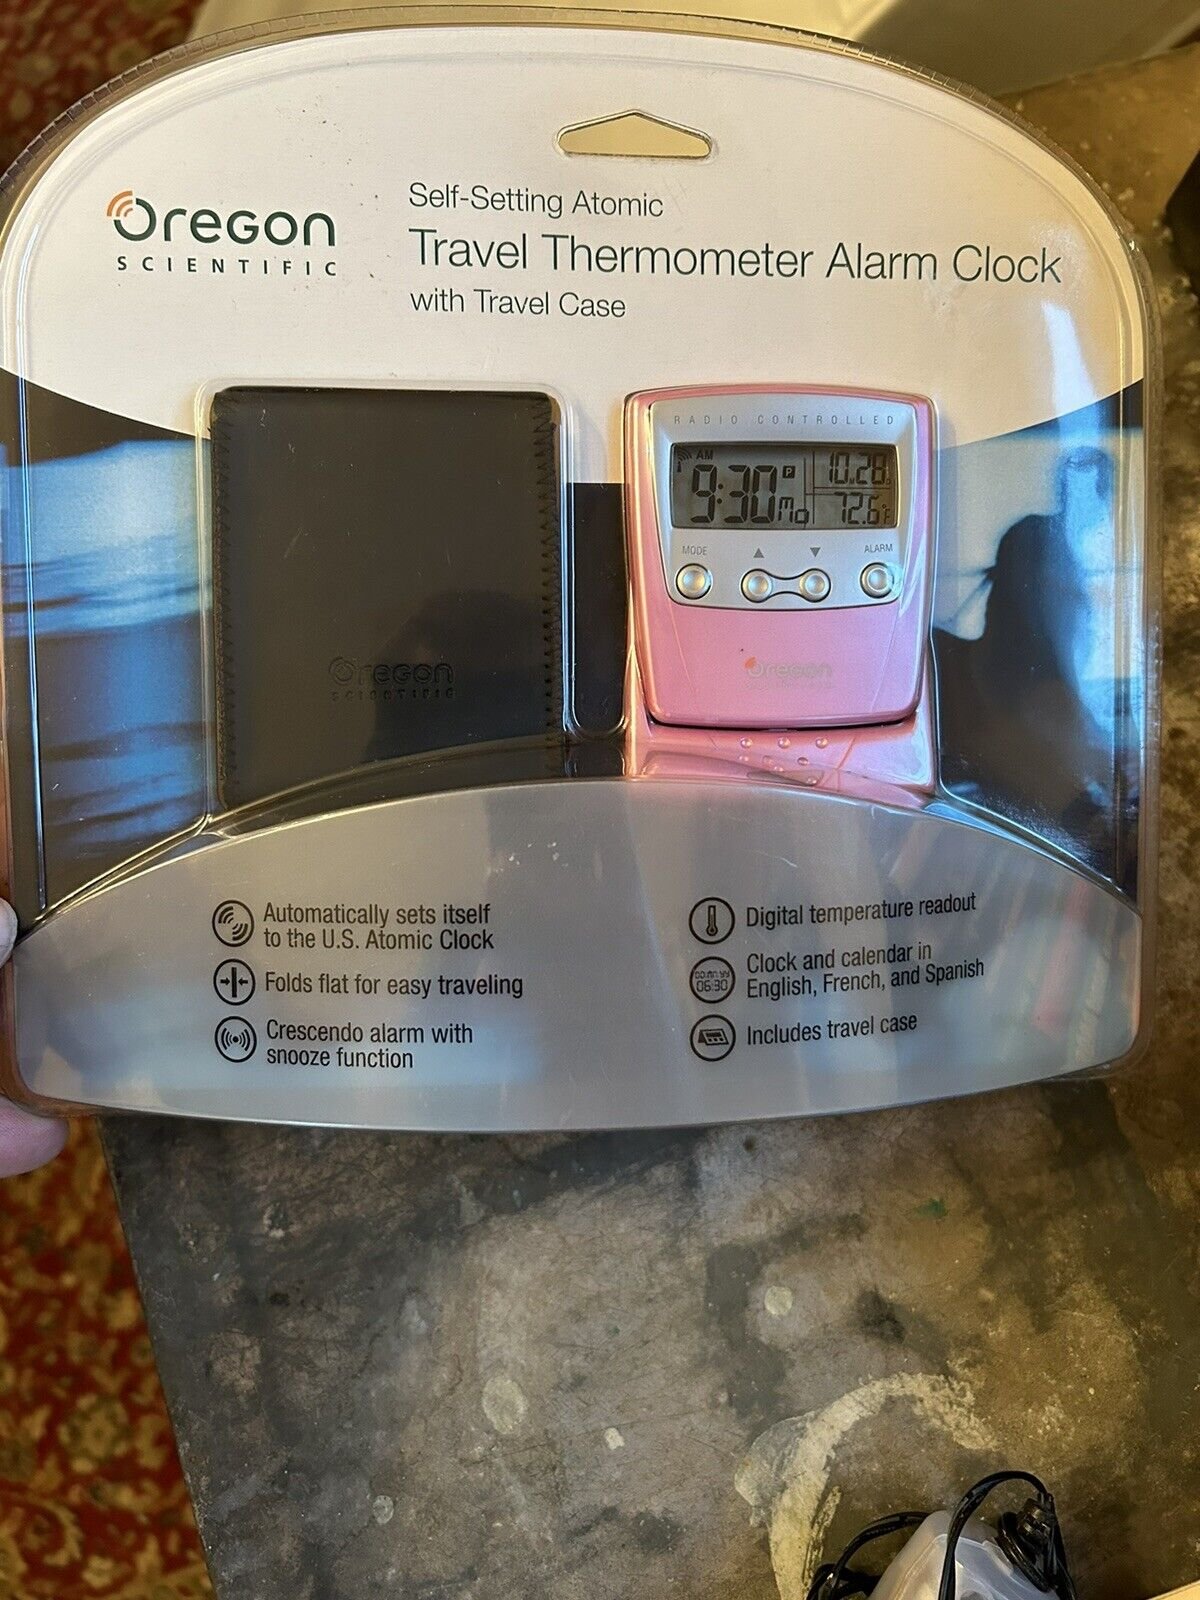 Oregon
SCIENTIFIC
Self-Setting Atomic
Travel Thermometer Alarm Clock
with Travel Case
RADIO CONTROLLED
AM
9:30 P Mo
10.28
72.6°F
MODE
ALARM
Oregon
Oregon
SCIENTIFIC
Automatically sets itself
to the U.S. Atomic Clock
Folds flat for easy traveling
Crescendo alarm with
snooze function
Digital temperature readout
DD.MM.YY
06:30
Clock and calendar in
English, French, and Spanish
Includes travel case